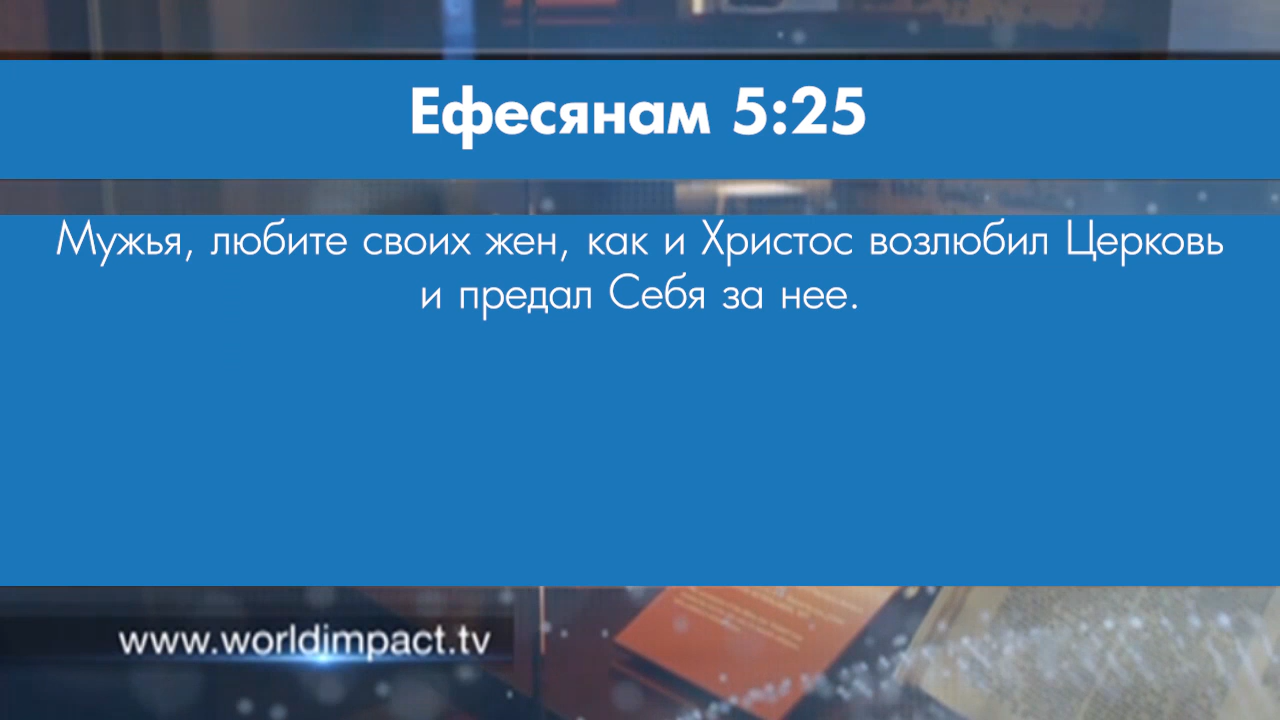 Ефесянам 5:25
Мужья, любите своих жен, как и Христос возлюбил Церковь
и предал Себя за нее.
www.worldimpact.tv